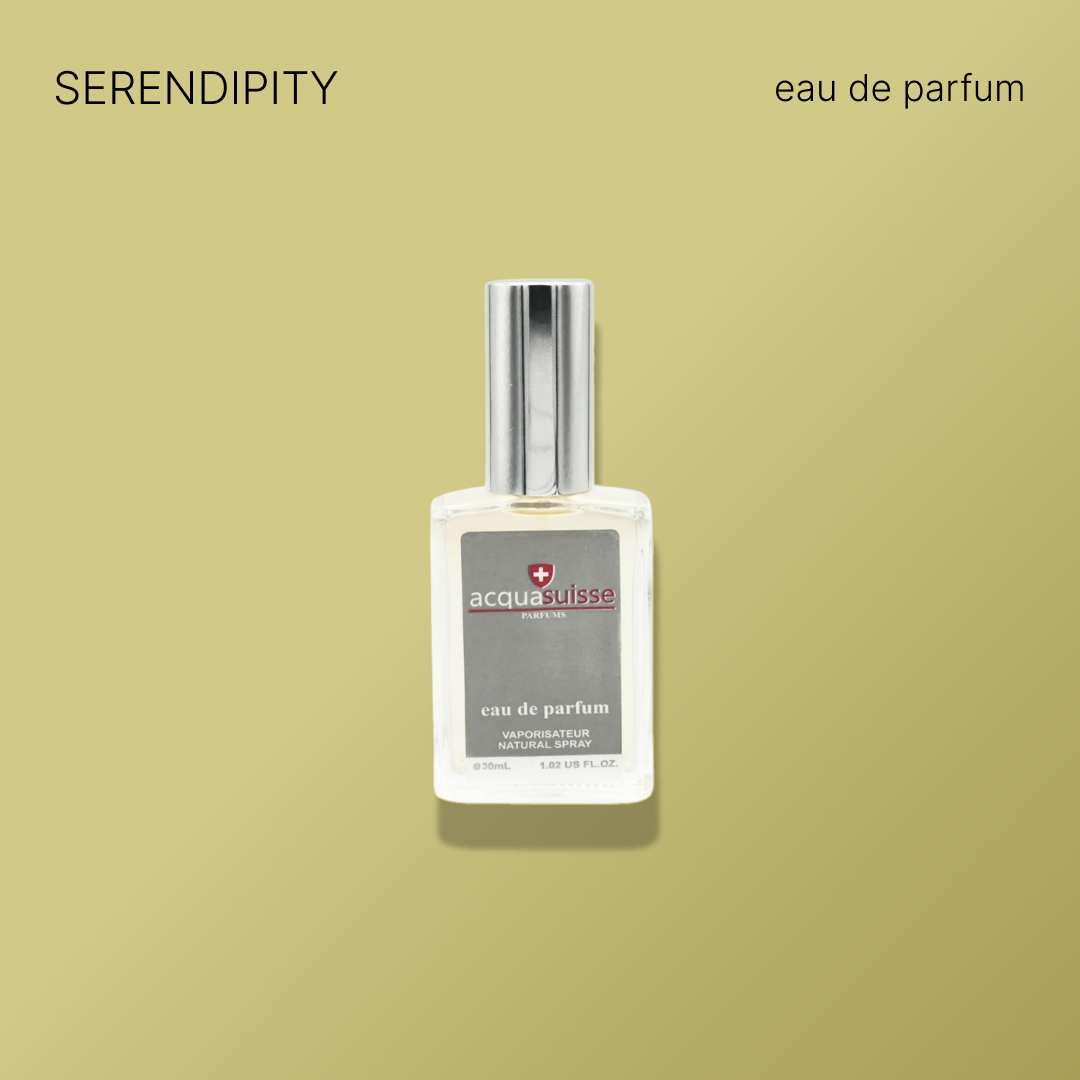 SERENDIPITY
eau de parfum
acquasuisse
PARFUMS
eau de parfum
VAPORISATEUR
NATURAL SPRAY
℮30mL 1.02 US FL.OZ.